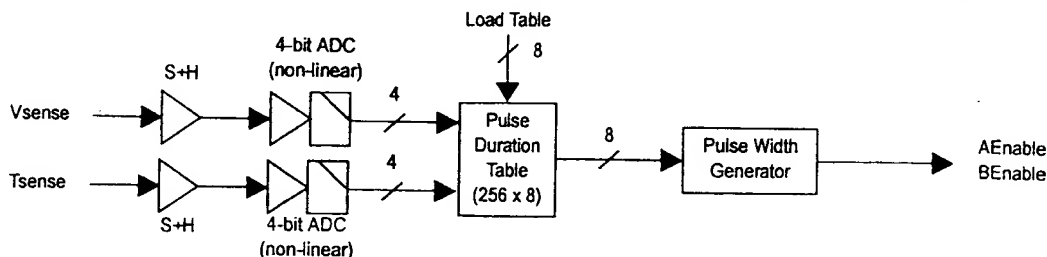 Load Table
8
4-bit ADC
(non-linear)
S+H
4
Vsense
Pulse
Duration
Table
(256 x 8)
8
Pulse Width
Generator
AEnable
BEnable
Tsense
4
S+H
4-bit ADC
(non-linear)